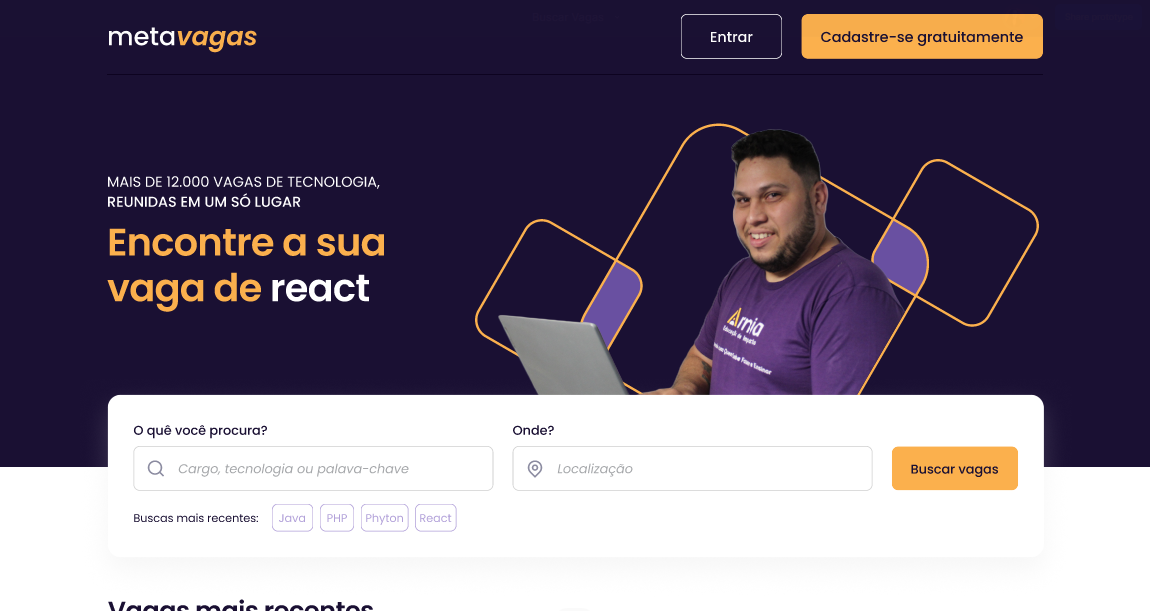 metavagas
Entrar
Cadastre-se gratuitamente
MAIS DE 12.000 VAGAS DE TECNOLOGIA,
REUNIDAS EM UM SÓ LUGAR
Encontre a sua
vaga de react
Arnia
O quê você procura?
Onde?
Cargo, tecnologia ou palava-chave
Localização
Buscar vagas
Buscas mais recentes:
Java
PHP
Phyton
React
Vagas mais recentes